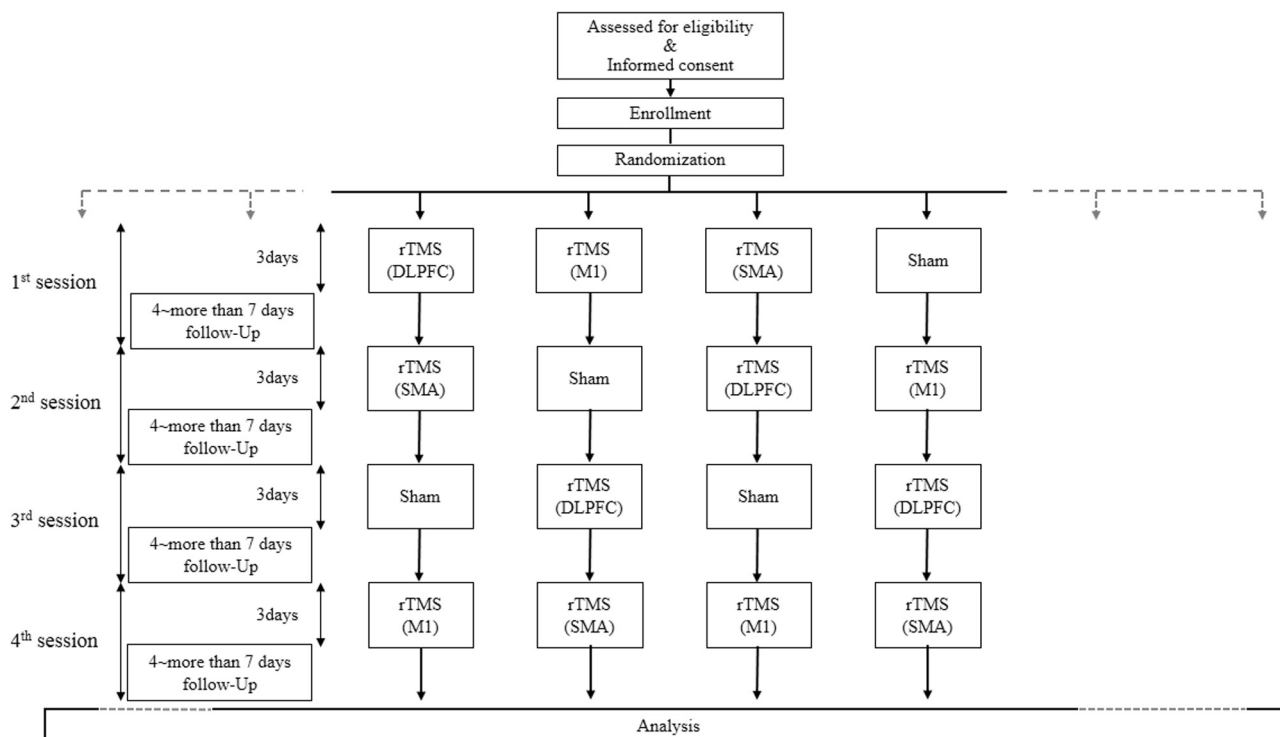 Assessed for eligibility
&
Informed consent
Enrollment
Randomization
1st session
3days
4~more than 7 days
follow-Up
rTMS
(DLPFC)
rTMS
(M1)
rTMS
(SMA)
Sham
2nd session
3days
4~more than 7 days
follow-Up
rTMS
(SMA)
Sham
rTMS
(DLPFC)
rTMS
(M1)
3rd session
3days
4~more than 7 days
follow-Up
Sham
rTMS
(DLPFC)
Sham
rTMS
(DLPFC)
4th session
3days
4~more than 7 days
follow-Up
rTMS
(M1)
rTMS
(SMA)
rTMS
(M1)
rTMS
(SMA)
Analysis